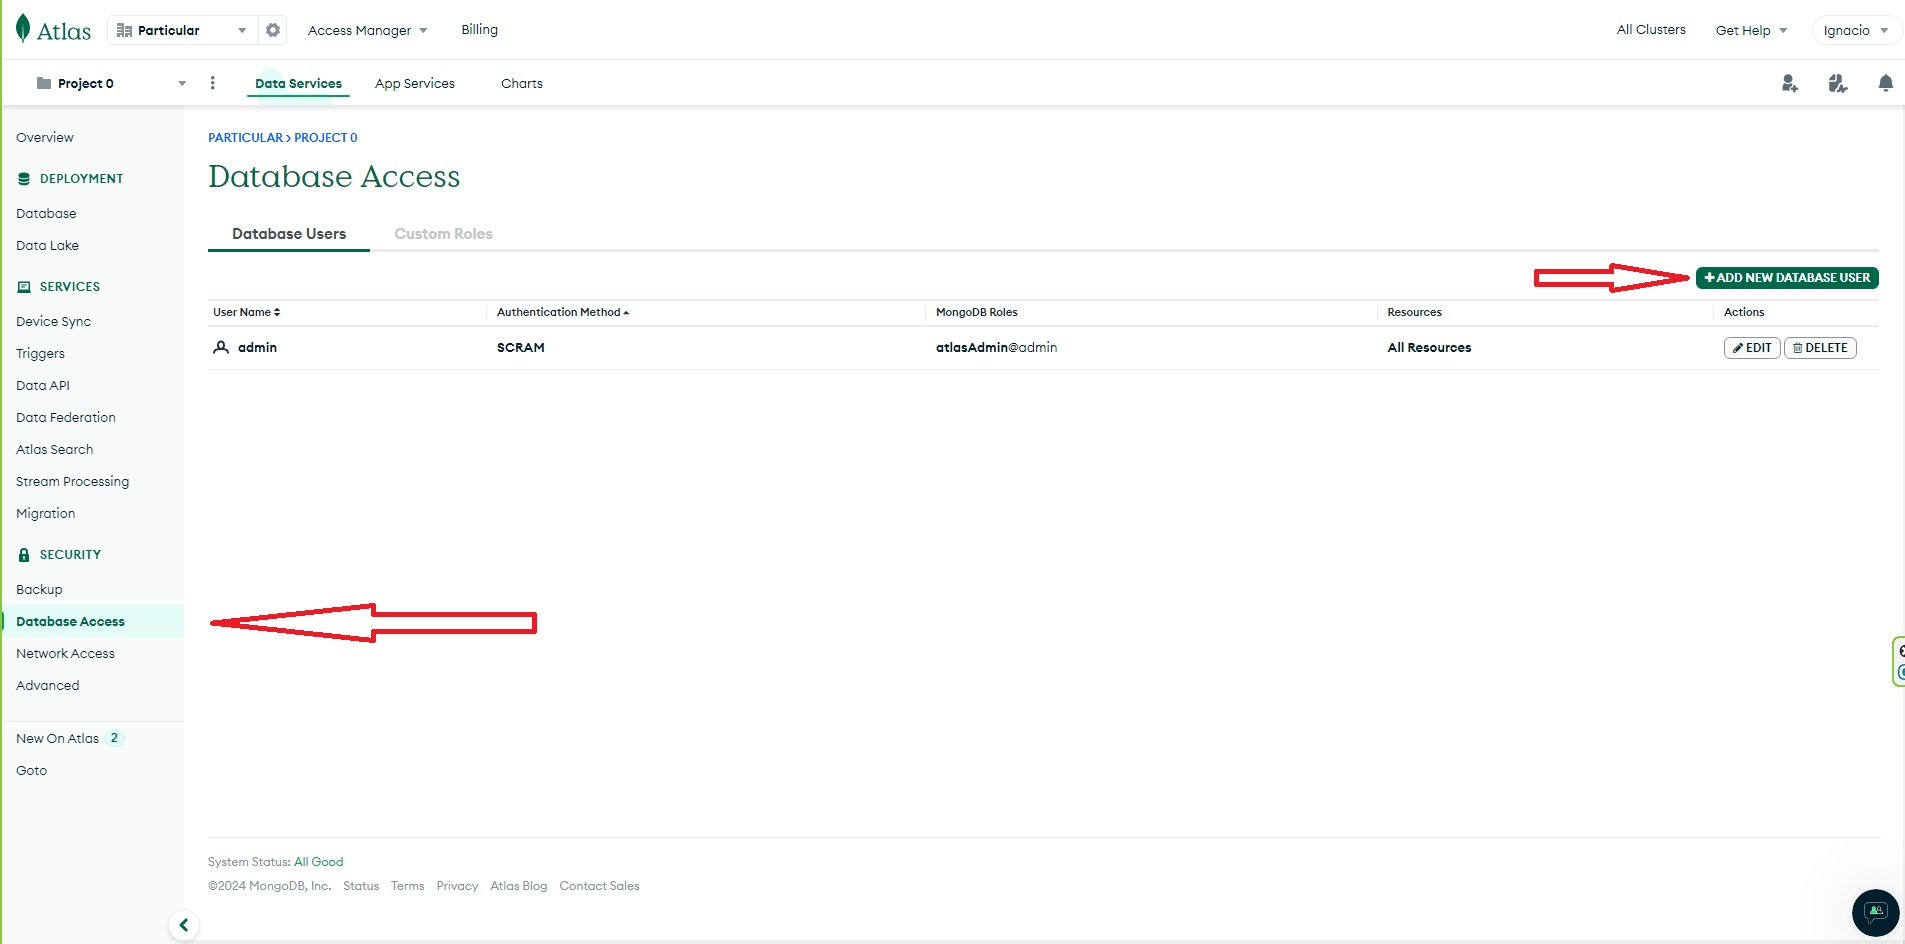 Atlas
Particular
Access Manager
Billing
All Clusters
Get Help
Ignacio
Project 0
Data Services
App Services
Charts
Overview
DEPLOYMENT
Database
Data Lake
SERVICES
Device Sync
Triggers
Data API
Data Federation
Atlas Search
Stream Processing
Migration
SECURITY
Backup
Database Access
Network Access
Advanced
New On Atlas 2
Goto
PARTICULAR > PROJECT 0
Database Access
Database Users
Custom Roles
+ ADD NEW DATABASE USER
User Name
Authentication Method
MongoDB Roles
Resources
Actions
admin
SCRAM
atlasAdmin@admin
All Resources
EDIT
DELETE
System Status: All Good
©2024 MongoDB, Inc. Status Terms Privacy Atlas Blog Contact Sales